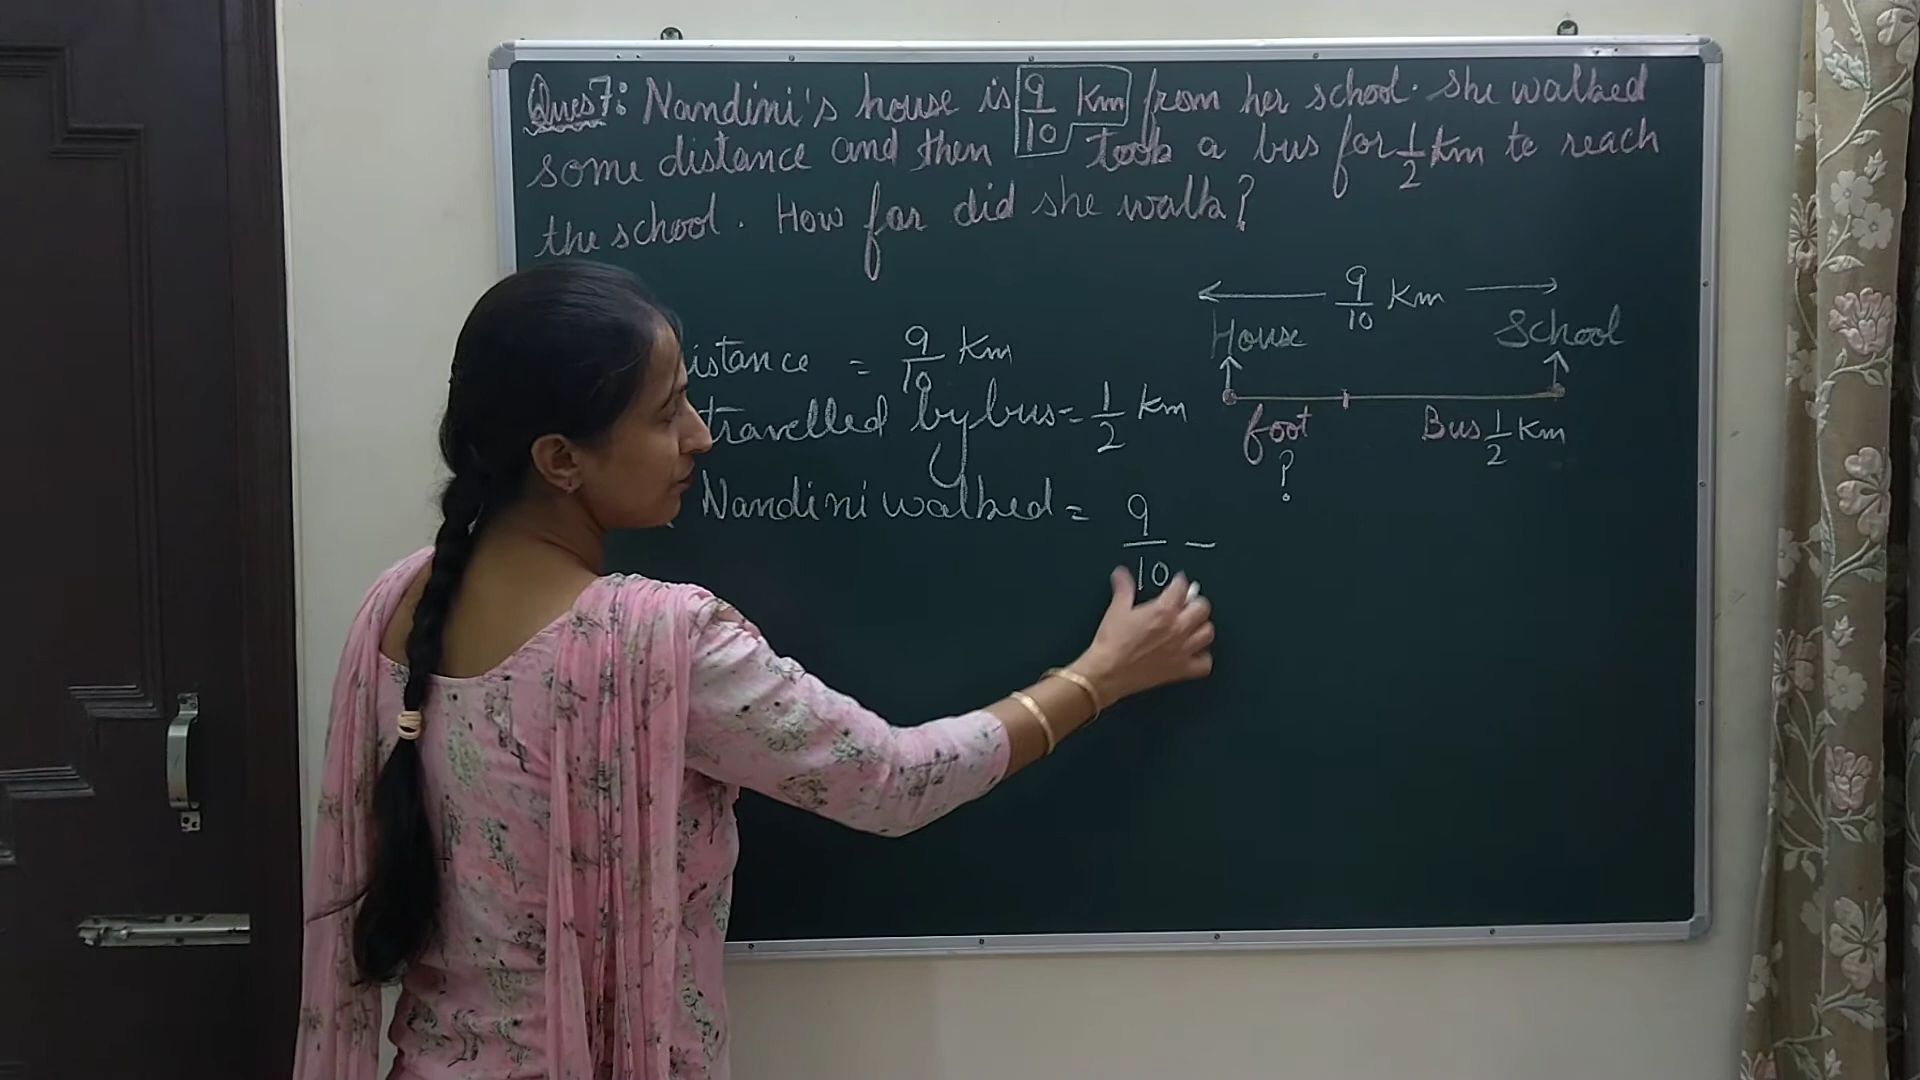 Ques7: Nandini's house is 9/10 Km from her school. She walked
some distance and then took a bus for 1/2 Km to reach
the school. How far did she walk?
9/10 Km
House School
foot Bus 1/2 Km
?
istance = 9/10 Km
travelled by bus = 1/2 Km
Nandini walked = 9/10 -